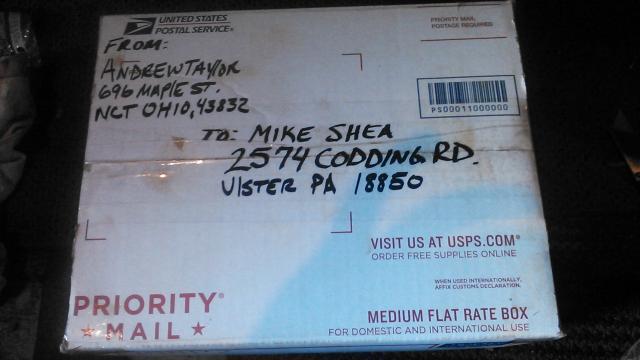 UNITED STATES
POSTAL SERVICE®
FROM:
ANDREW TAYLOR
696 MAPLE ST.
NCT OHIO, 43832
PRIORITY MAIL
POSTAGE REQUIRED
PS00011000000
TO: MIKE SHEA
2574 CODDING RD.
UlSTER PA 18850
VISIT US AT USPS.COM®
ORDER FREE SUPPLIES ONLINE
WHEN USED INTERNATIONALLY,
AFFIX CUSTOMS DECLARATION.
PRIORITY®
★ MAIL ★
MEDIUM FLAT RATE BOX
FOR DOMESTIC AND INTERNATIONAL USE